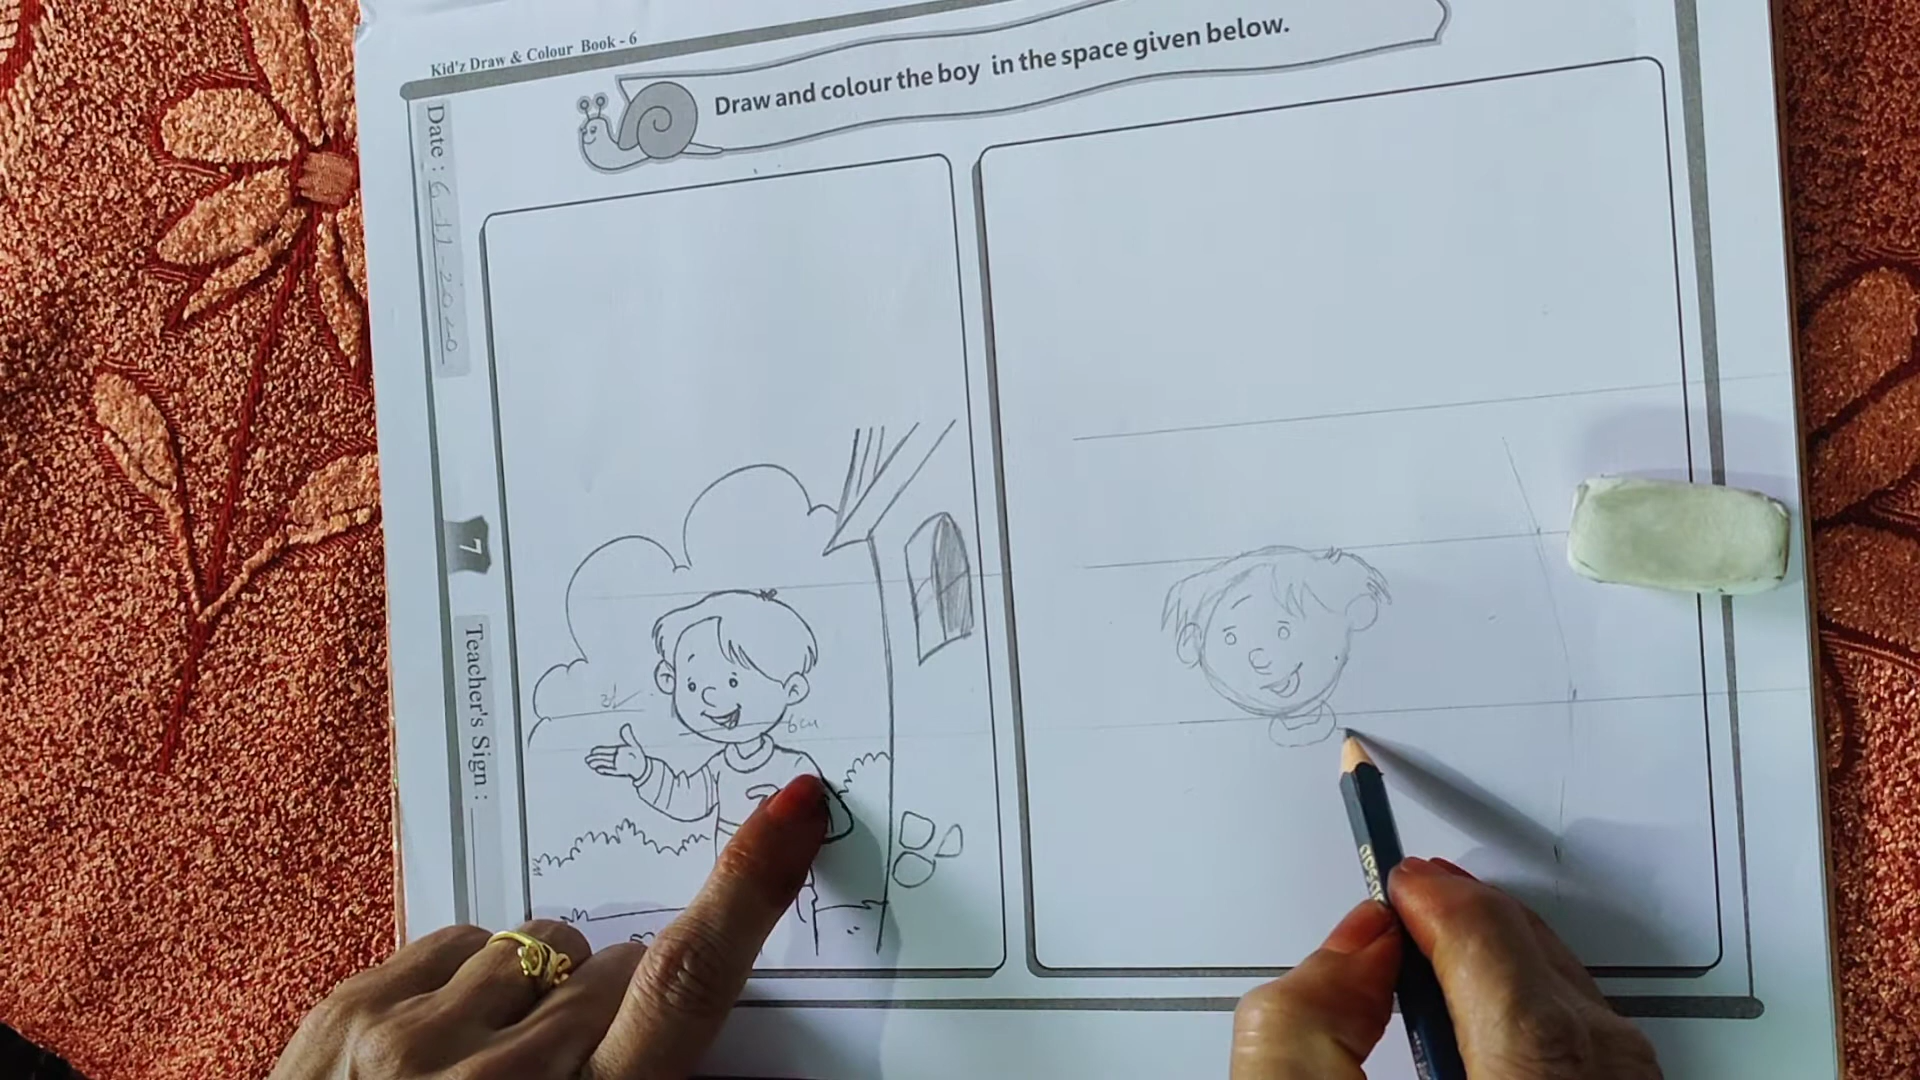 Kid'z Draw & Colour Book - 6
Draw and colour the boy in the space given below.
Date : 6-11-2020
7
Teacher's Sign :
6cm